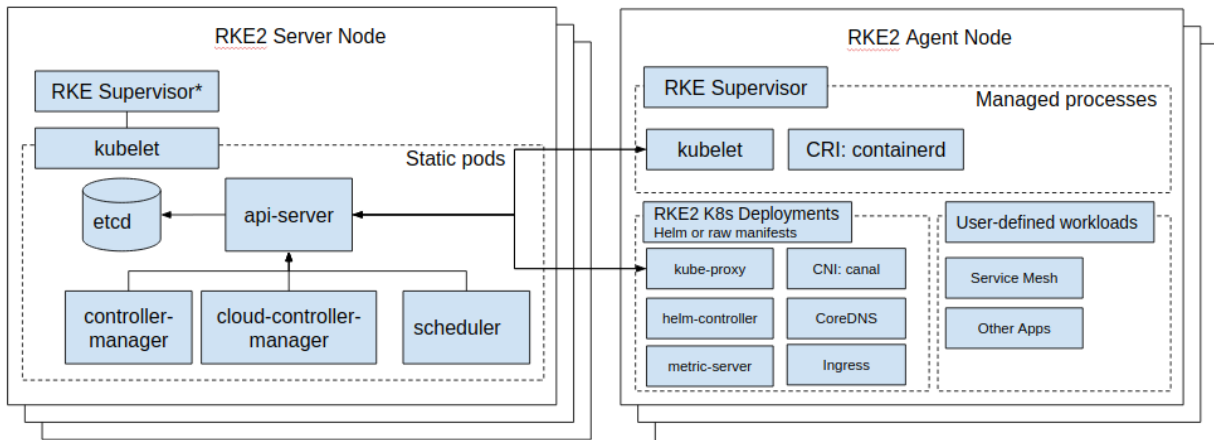 RKE2 Server Node
RKE Supervisor*
kubelet
Static pods
etcd
api-server
controller-
manager
cloud-controller-
manager
scheduler
RKE2 Agent Node
RKE Supervisor
Managed processes
kubelet
CRI: containerd
RKE2 K8s Deployments
Helm or raw manifests
kube-proxy
CNI: canal
helm-controller
CoreDNS
metric-server
Ingress
User-defined workloads
Service Mesh
Other Apps